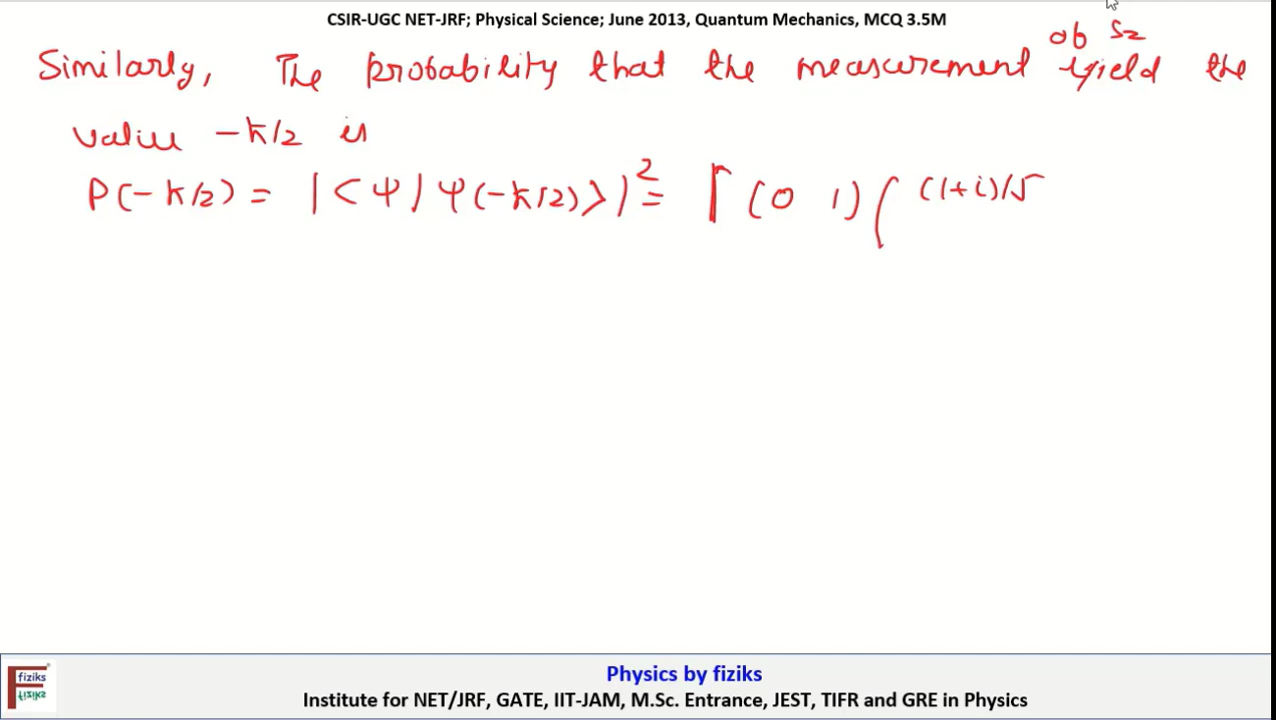 CSIR-UGC NET-JRF; Physical Science; June 2013, Quantum Mechanics, MCQ 3.5M
ob Sz
Similarly, The probability that the measurement yield the
value -ħ/2 is
P(-ħ/2) = |<ψ|ψ(-ħ/2)>|² = |(0 1)((1+i)/√
fiziks
fiziks
Physics by fiziks
Institute for NET/JRF, GATE, IIT-JAM, M.Sc. Entrance, JEST, TIFR and GRE in Physics